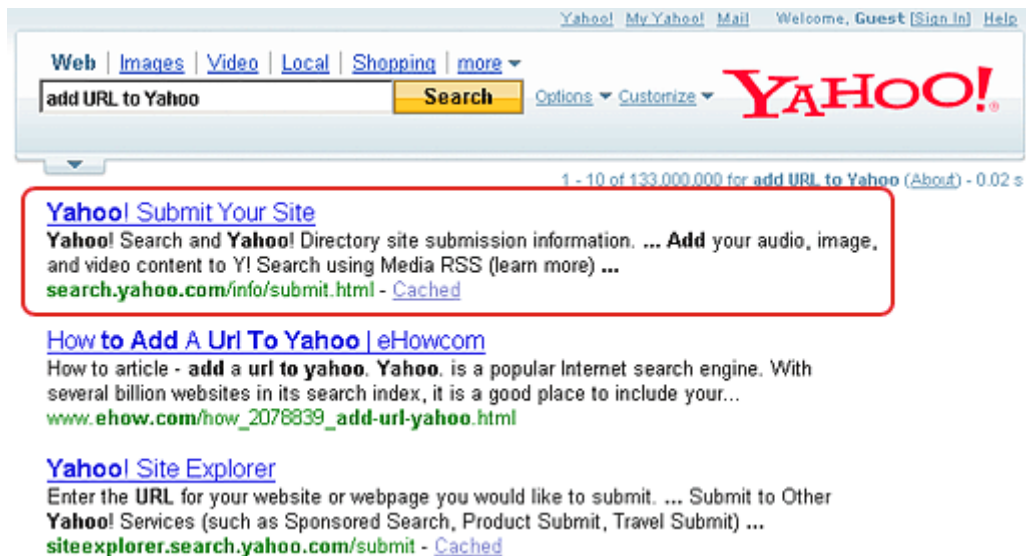 Yahoo! My Yahoo! Mail Welcome, Guest [Sign In] Help
Web | Images | Video | Local | Shopping | more
add URL to Yahoo Search Options Customize YAHOO!®
1 - 10 of 133,000,000 for add URL to Yahoo (About) - 0.02 s
Yahoo! Submit Your Site
Yahoo! Search and Yahoo! Directory site submission information. ... Add your audio, image,
and video content to Y! Search using Media RSS (learn more) ...
search.yahoo.com/info/submit.html - Cached
How to Add A Url To Yahoo | eHowcom
How to article - add a url to yahoo. Yahoo. is a popular Internet search engine. With
several billion websites in its search index, it is a good place to include your...
www.ehow.com/how_2078839_add-url-yahoo.html
Yahoo! Site Explorer
Enter the URL for your website or webpage you would like to submit. ... Submit to Other
Yahoo! Services (such as Sponsored Search, Product Submit, Travel Submit) ...
siteexplorer.search.yahoo.com/submit - Cached